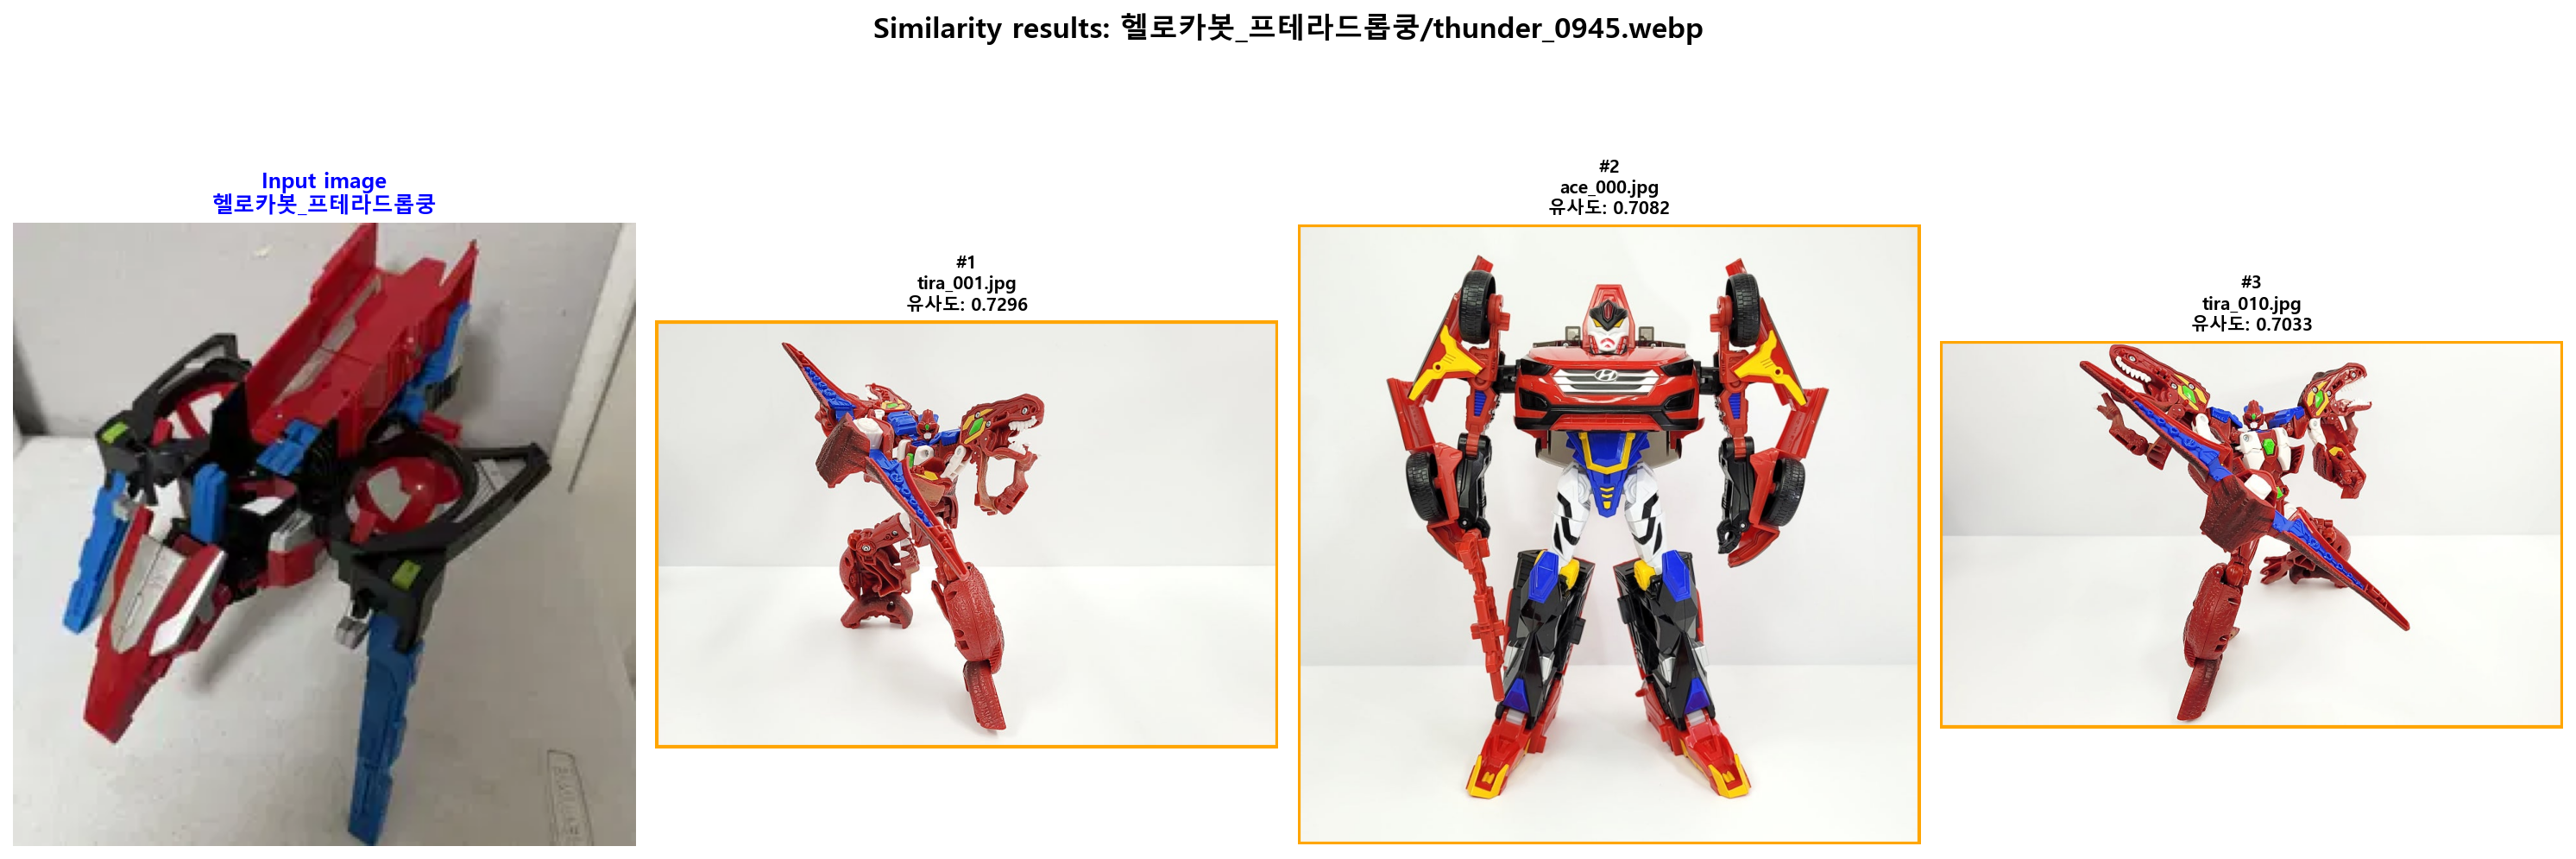 Similarity results: 헬로카봇_프테라드롭쿵/thunder_0945.webp
Input image
헬로카봇_프테라드롭쿵
#1
tira_001.jpg
유사도: 0.7296
#2
ace_000.jpg
유사도: 0.7082
#3
tira_010.jpg
유사도: 0.7033